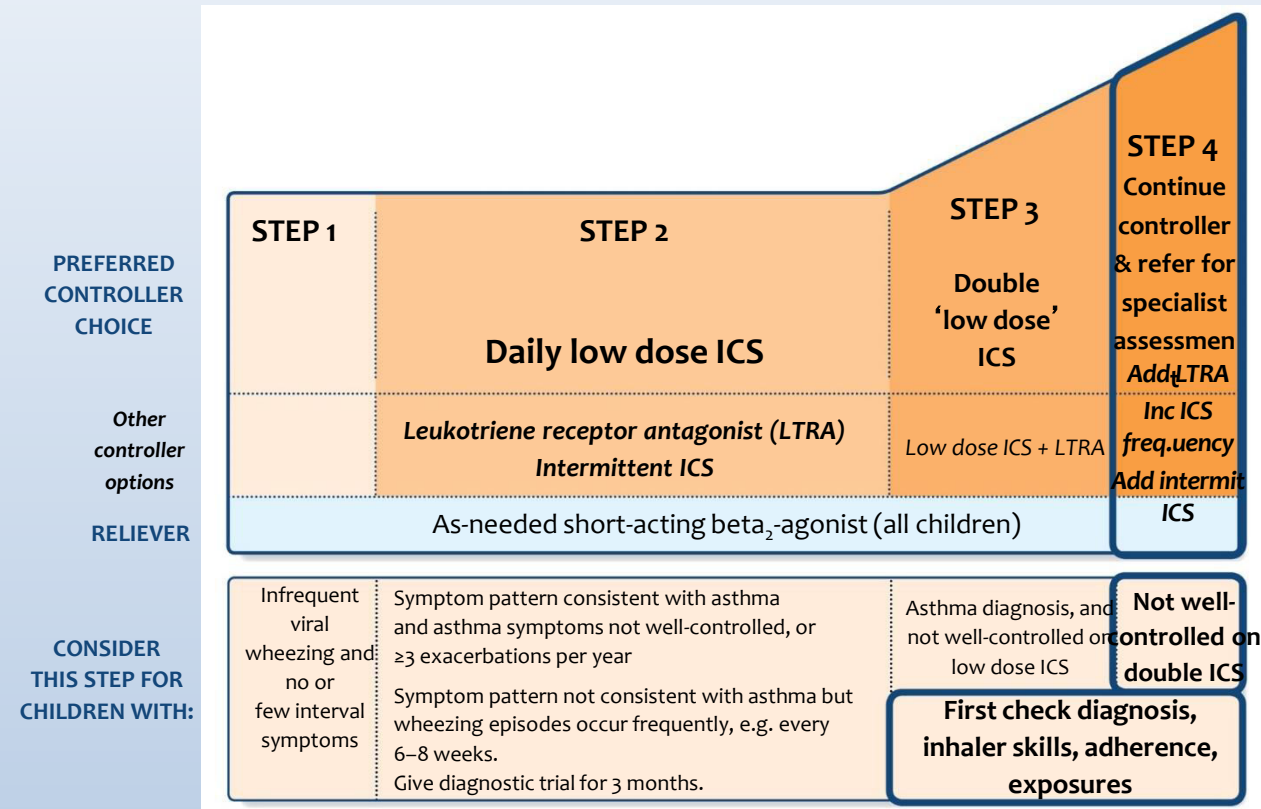 PREFERRED
CONTROLLER
CHOICE
STEP 1
STEP 2
Daily low dose ICS
STEP 3
Double
‘low dose’
ICS
STEP 4
Continue
controller
& refer for
specialist
assessmen
t
Other
controller
options
Leukotriene receptor antagonist (LTRA)
Intermittent ICS
Low dose ICS + LTRA
Add LTRA
Inc ICS
freq.uency
Add intermit
ICS
RELIEVER
As-needed short-acting beta₂-agonist (all children)
CONSIDER
THIS STEP FOR
CHILDREN WITH:
Infrequent
viral
wheezing and
no or
few interval
symptoms
Symptom pattern consistent with asthma
and asthma symptoms not well-controlled, or
≥3 exacerbations per year
Symptom pattern not consistent with asthma but
wheezing episodes occur frequently, e.g. every
6–8 weeks.
Give diagnostic trial for 3 months.
Asthma diagnosis, and
not well-controlled on
low dose ICS
Not well-
controlled on
double ICS
First check diagnosis,
inhaler skills, adherence,
exposures